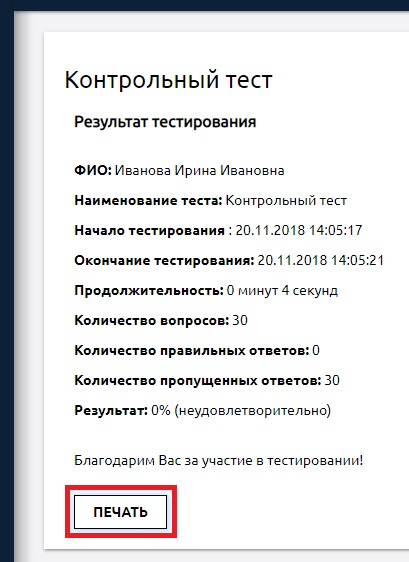 Контрольный тест
Результат тестирования
ФИО: Иванова Ирина Ивановна
Наименование теста: Контрольный тест
Начало тестирования : 20.11.2018 14:05:17
Окончание тестирования: 20.11.2018 14:05:21
Продолжительность: 0 минут 4 секунд
Количество вопросов: 30
Количество правильных ответов: 0
Количество пропущенных ответов: 30
Результат: 0% (неудовлетворительно)
Благодарим Вас за участие в тестировании!
ПЕЧАТЬ